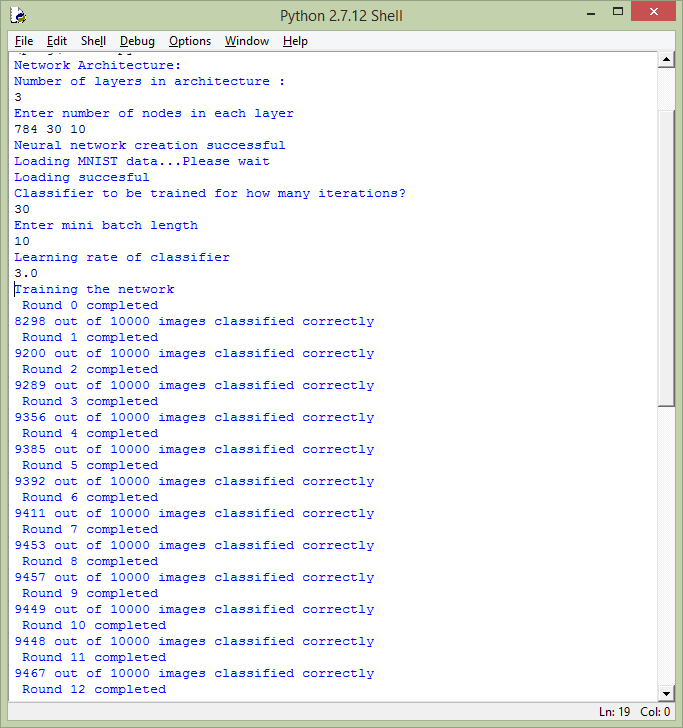 Python 2.7.12 Shell
File Edit Shell Debug Options Window Help
Network Architecture:
Number of layers in architecture :
3
Enter number of nodes in each layer
784 30 10
Neural network creation successful
Loading MNIST data...Please wait
Loading succesful
Classifier to be trained for how many iterations?
30
Enter mini batch length
10
Learning rate of classifier
3.0
Training the network
Round 0 completed
8298 out of 10000 images classified correctly
Round 1 completed
9200 out of 10000 images classified correctly
Round 2 completed
9289 out of 10000 images classified correctly
Round 3 completed
9356 out of 10000 images classified correctly
Round 4 completed
9385 out of 10000 images classified correctly
Round 5 completed
9392 out of 10000 images classified correctly
Round 6 completed
9411 out of 10000 images classified correctly
Round 7 completed
9453 out of 10000 images classified correctly
Round 8 completed
9457 out of 10000 images classified correctly
Round 9 completed
9449 out of 10000 images classified correctly
Round 10 completed
9448 out of 10000 images classified correctly
Round 11 completed
9467 out of 10000 images classified correctly
Round 12 completed
Ln: 19 Col: 0